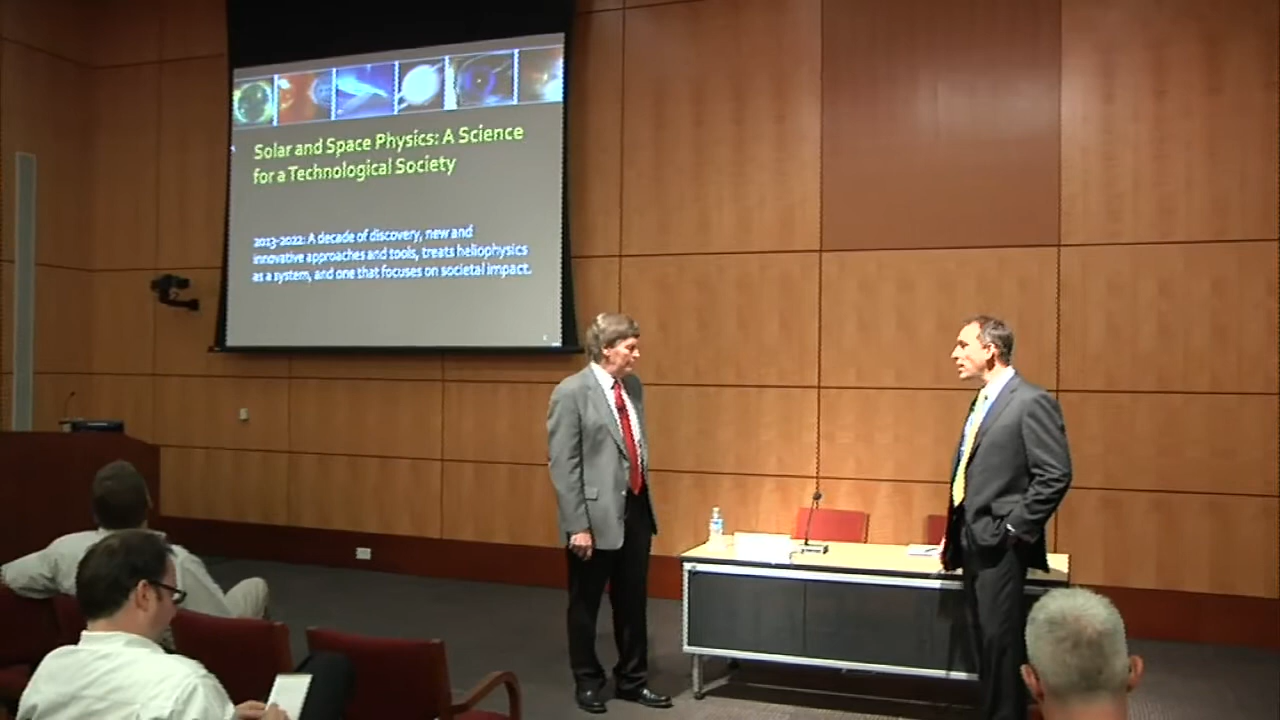 Solar and Space Physics: A Science
for a Technological Society
2013-2022: A decade of discovery, new and
innovative approaches and tools, treats heliophysics
as a system, and one that focuses on societal impact.